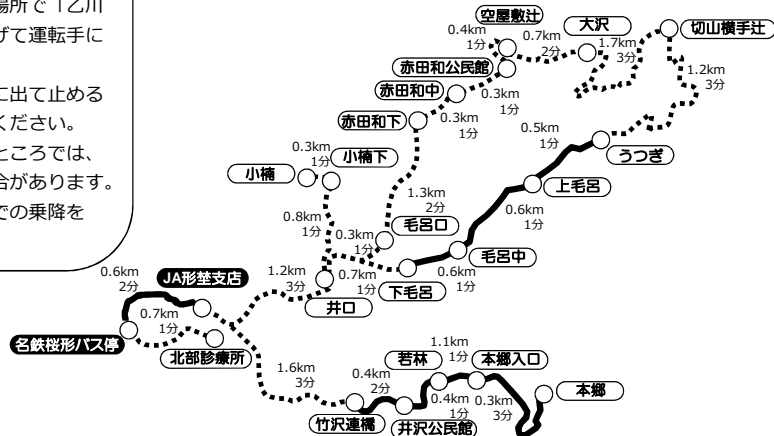 場所で「乙川
げて運転手に
に出て止める
ください。
ところでは、
合があります。
での乗降を
空屋敷辻
大沢
切山横手辻
0.4km
1分
0.7km
2分
1.7km
3分
赤田和公民館
1.2km
3分
赤田和中
0.3km
1分
赤田和下
0.3km
1分
0.5km
1分
うつぎ
0.3km
1分
小楠下
小楠
上毛呂
1.3km
2分
0.6km
1分
0.8km
1分
毛呂口
0.3km
1分
毛呂中
0.6km
1分
0.6km
2分
JA形埜支店
1.2km
3分
0.7km
1分
下毛呂
井口
0.7km
1分
名鉄桜形バス停
北部診療所
1.1km
1分
若林
本郷入口
1.6km
3分
0.4km
2分
本郷
0.4km
1分
0.3km
3分
竹沢連橋
井沢公民館